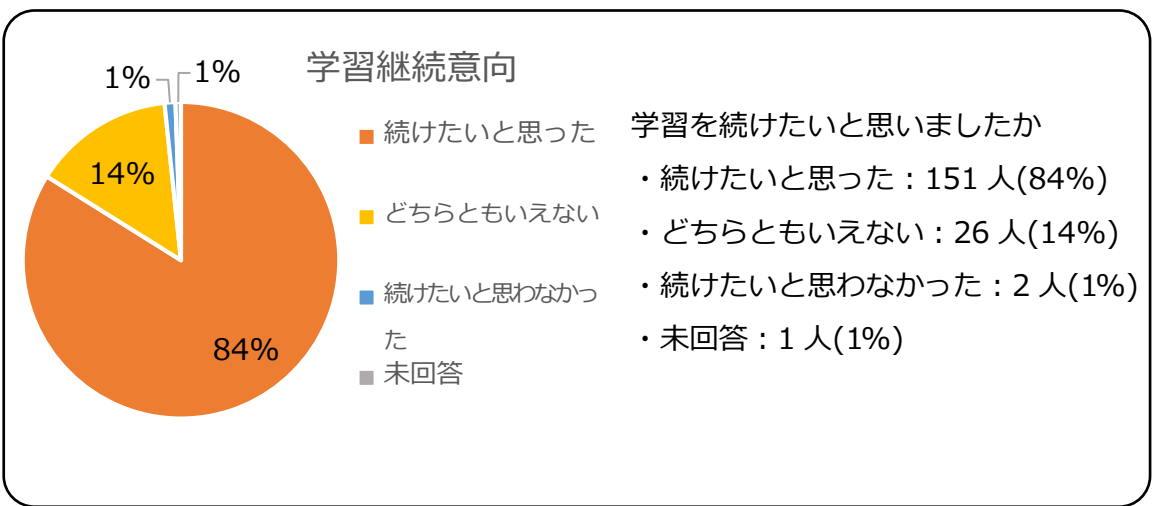 学習継続意向
1%
1%
14%
84%
続けたいと思った
どちらともいえない
続けたいと思わなかっ
た
未回答
学習を続けたいと思いましたか
・続けたいと思った：151 人(84%)
・どちらともいえない：26 人(14%)
・続けたいと思わなかった：2 人(1%)
・未回答：1 人(1%)